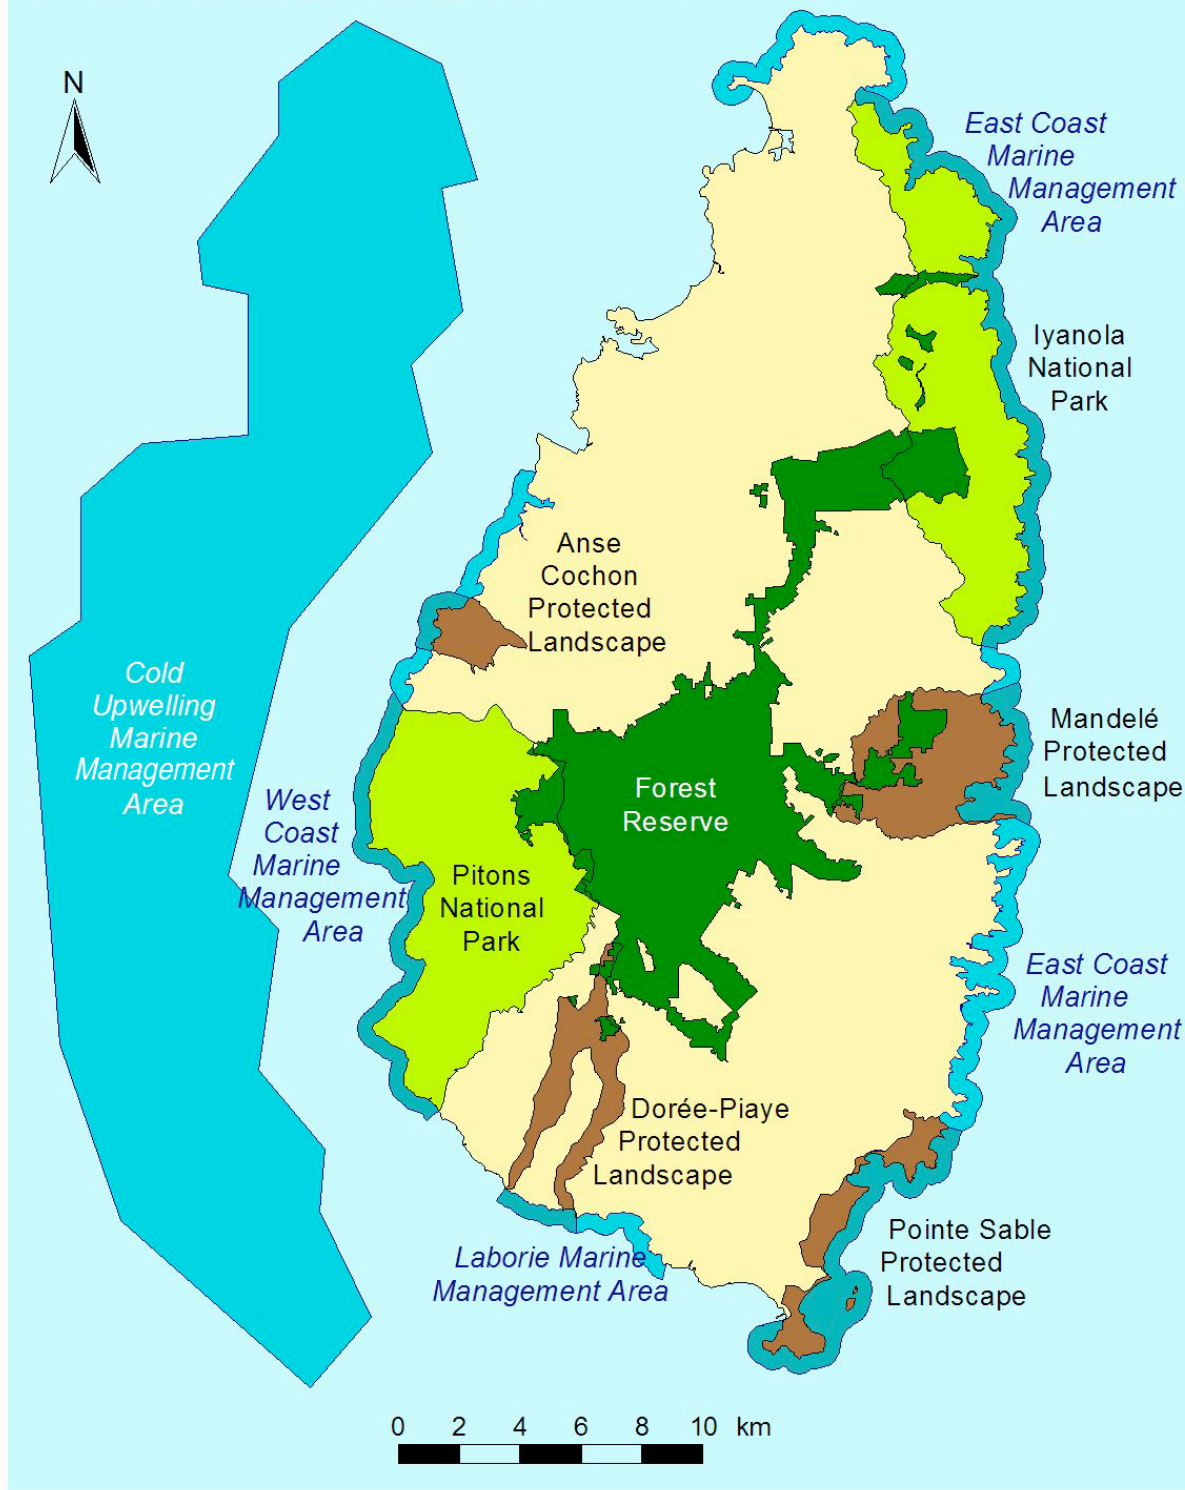 N
East Coast
Marine
Management
Area
Iyanola
National
Park
Anse
Cochon
Protected
Landscape
Cold
Upwelling
Marine
Management
Area
Mandelé
Protected
Landscape
Forest
Reserve
West
Coast
Marine
Management
Area
Pitons
National
Park
East Coast
Marine
Management
Area
Dorée-Piaye
Protected
Landscape
Pointe Sable
Protected
Landscape
Laborie Marine
Management Area
0 2 4 6 8 10 km